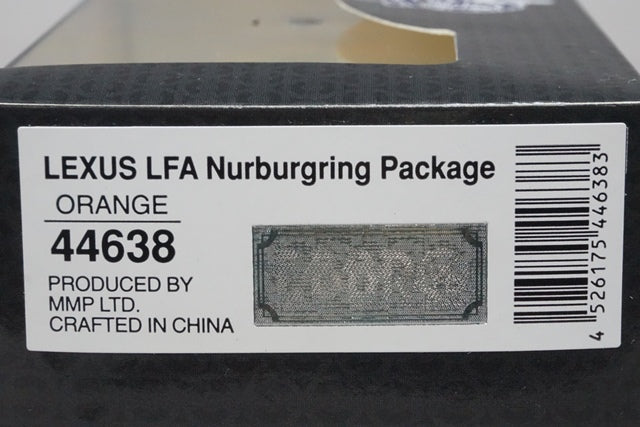 LEXUS LFA Nurburgring Package
ORANGE
44638
PRODUCED BY
MMP LTD.
CRAFTED IN CHINA
4 526175 446383